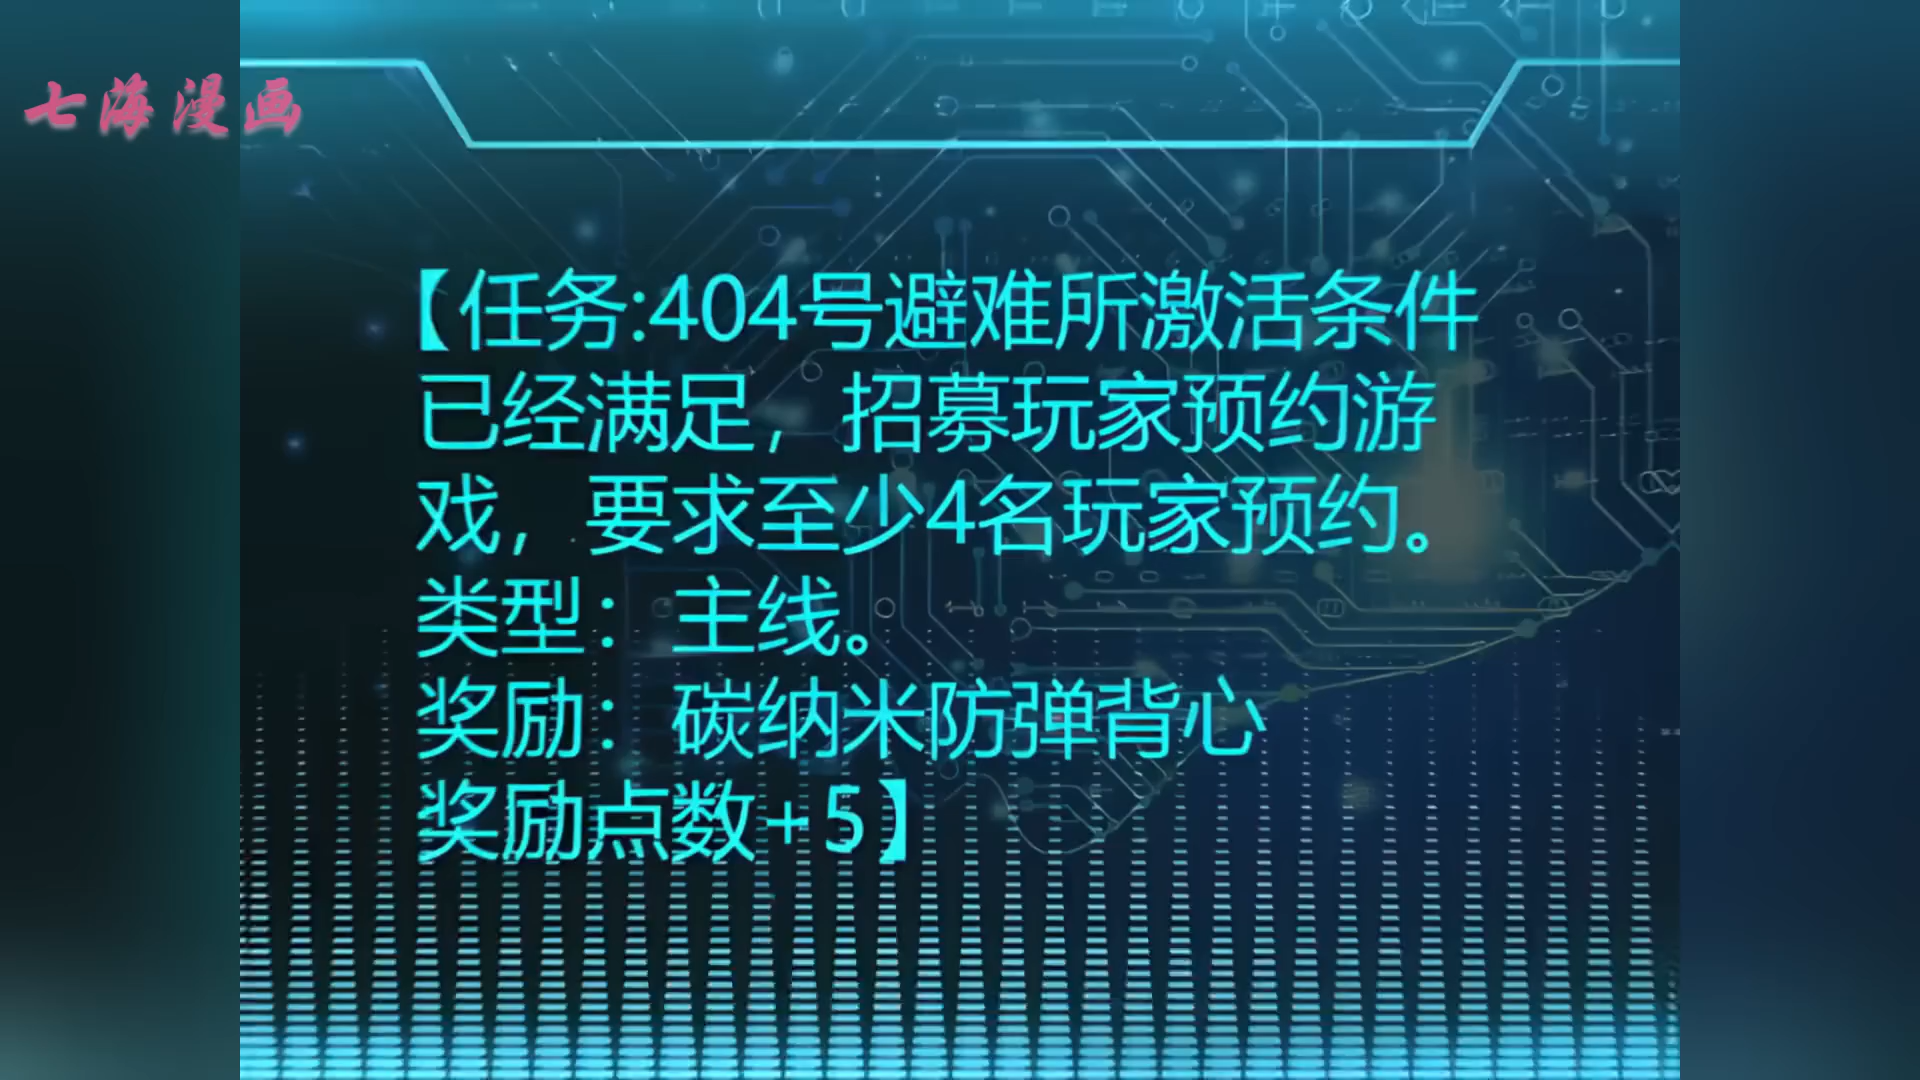 七海漫画
【任务:404号避难所激活条件
已经满足，招募玩家预约游
戏，要求至少4名玩家预约。
类型：主线。
奖励：碳纳米防弹背心
奖励点数+5】